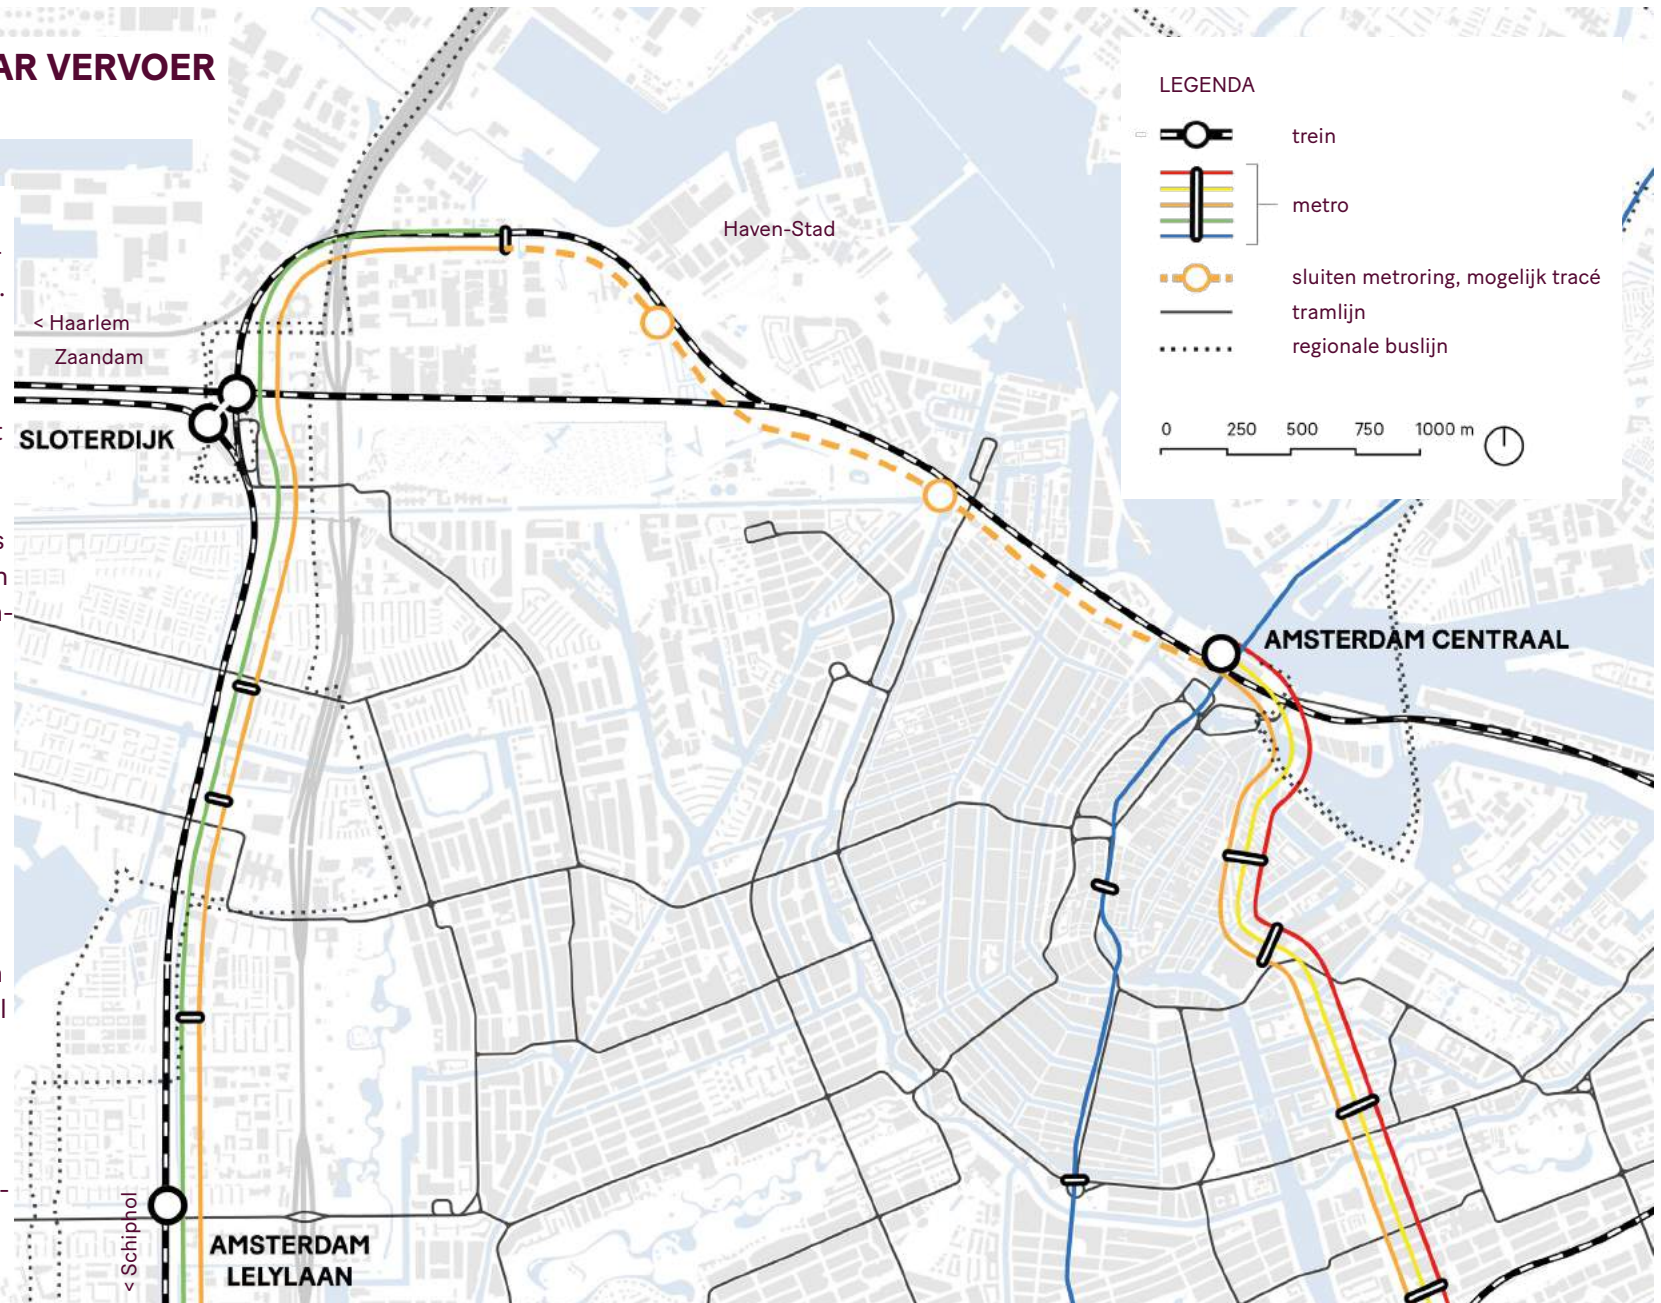 AR VERVOER
LEGENDA
trein
metro
sluiten metroring, mogelijk tracé
tramlijn
regionale buslijn
0 250 500 750 1000 m
Haven-Stad
< Haarlem
Zaandam
SLOTERDIJK
AMSTERDAM CENTRAAL
< Schiphol
AMSTERDAM
LELYLAAN